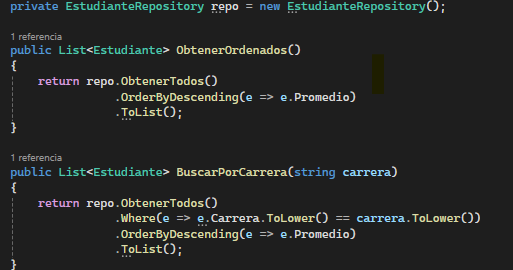 private EstudianteRepository repo = new EstudianteRepository();
1 referencia
public List<Estudiante> ObtenerOrdenados()
{
return repo.ObtenerTodos()
.OrderByDescending(e => e.Promedio)
.ToList();
}
1 referencia
public List<Estudiante> BuscarPorCarrera(string carrera)
{
return repo.ObtenerTodos()
.Where(e => e.Carrera.ToLower() == carrera.ToLower())
.OrderByDescending(e => e.Promedio)
.ToList();
}